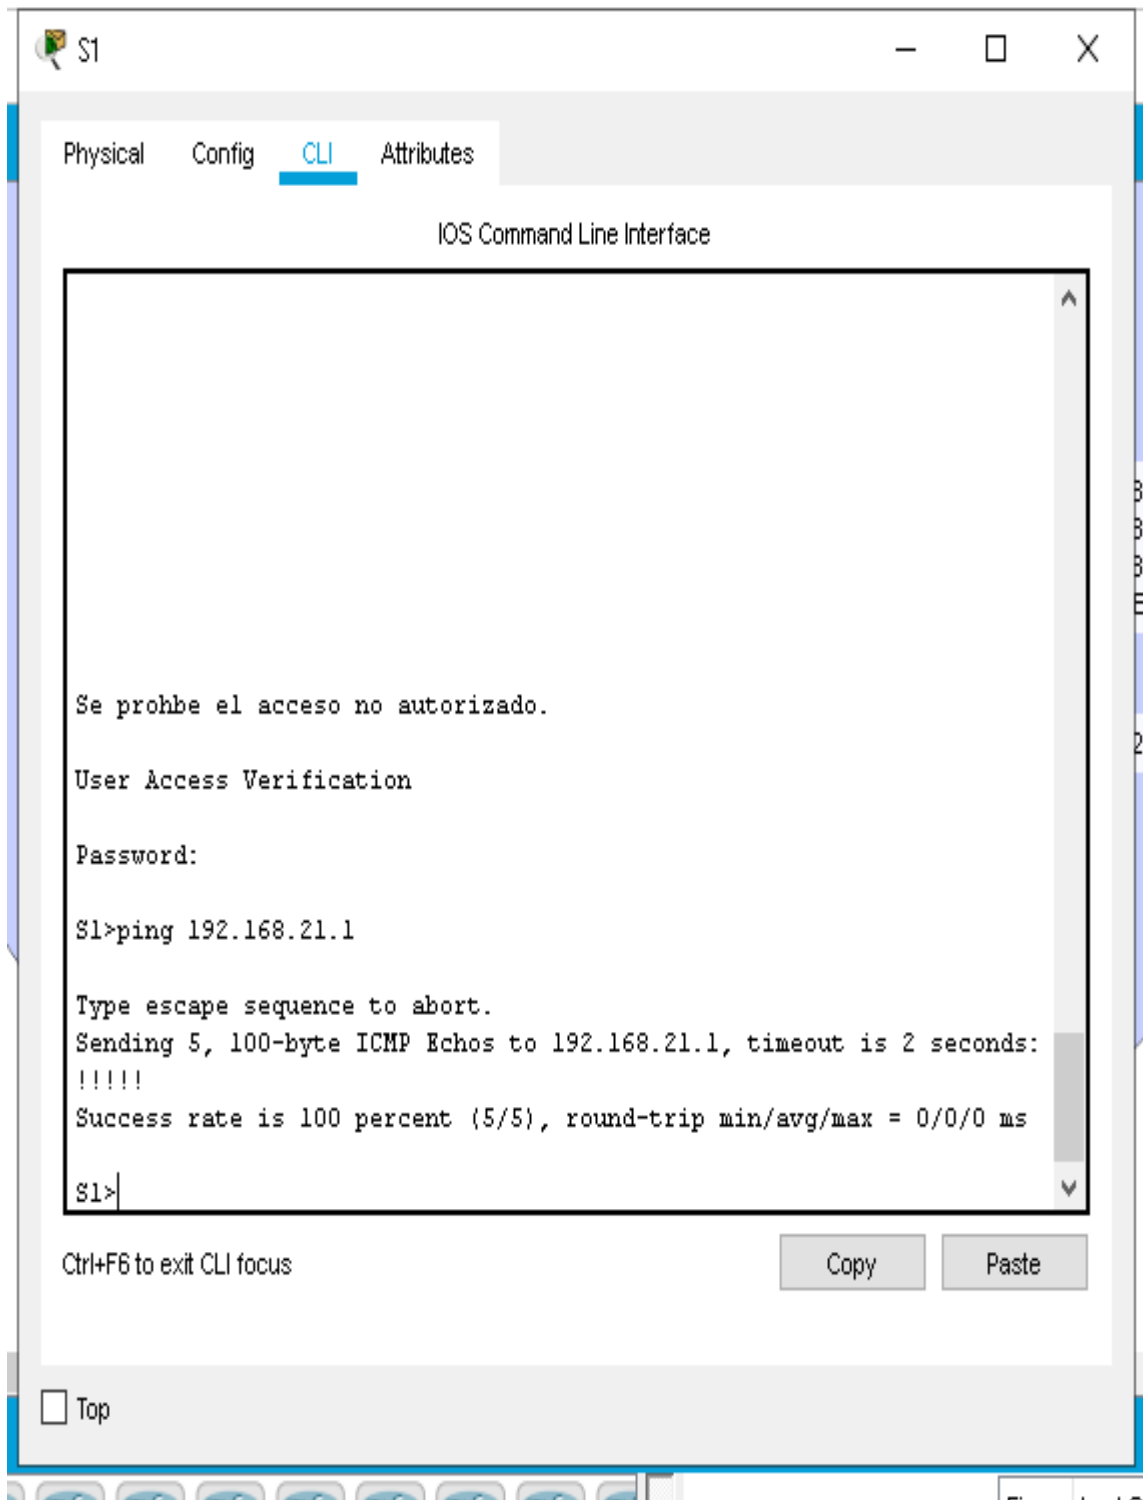 S1
Physical Config CLI Attributes
IOS Command Line Interface
Se prohbe el acceso no autorizado.
User Access Verification
Password:
S1>ping 192.168.21.1
Type escape sequence to abort.
Sending 5, 100-byte ICMP Echos to 192.168.21.1, timeout is 2 seconds:
!!!!!
Success rate is 100 percent (5/5), round-trip min/avg/max = 0/0/0 ms
S1>
Ctrl+F6 to exit CLI focus
Copy
Paste
Top